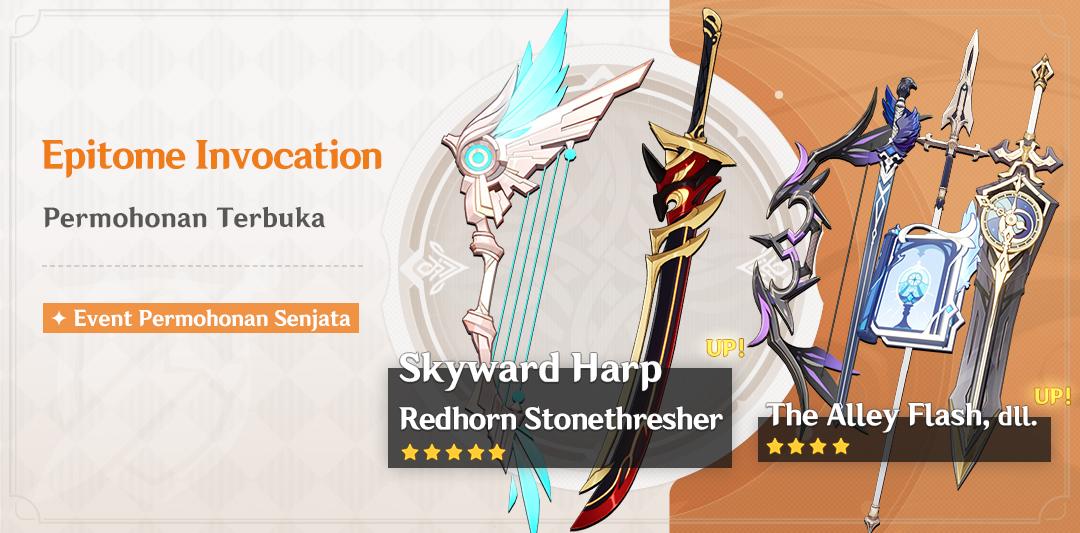 Epitome Invocation
Permohonan Terbuka
✦ Event Permohonan Senjata
Skyward Harp
UP!
Redhorn Stonethresher
★★★★★
The Alley Flash, dll.
UP!
★★★★